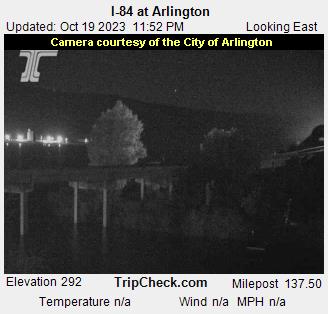 I-84 at Arlington
Updated: Oct 19 2023 11:52 PM Looking East
Camera courtesy of the City of Arlington
Elevation 292 TripCheck.com Milepost 137.50
Temperature n/a Wind n/a MPH n/a